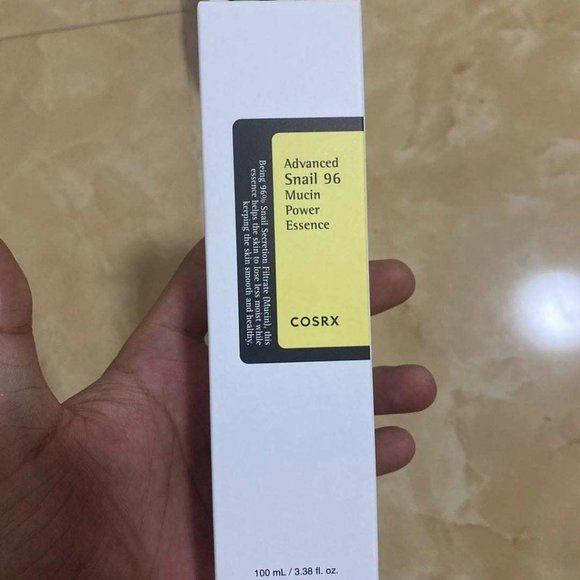 Advanced
Snail 96
Mucin
Power
Essence
COSRX
Being 96% Snail Secretion Filtrate (Mucin), this
essence helps the skin to lose less moist while
keeping the skin smooth and healthy.
100 mL / 3.38 fl. oz.